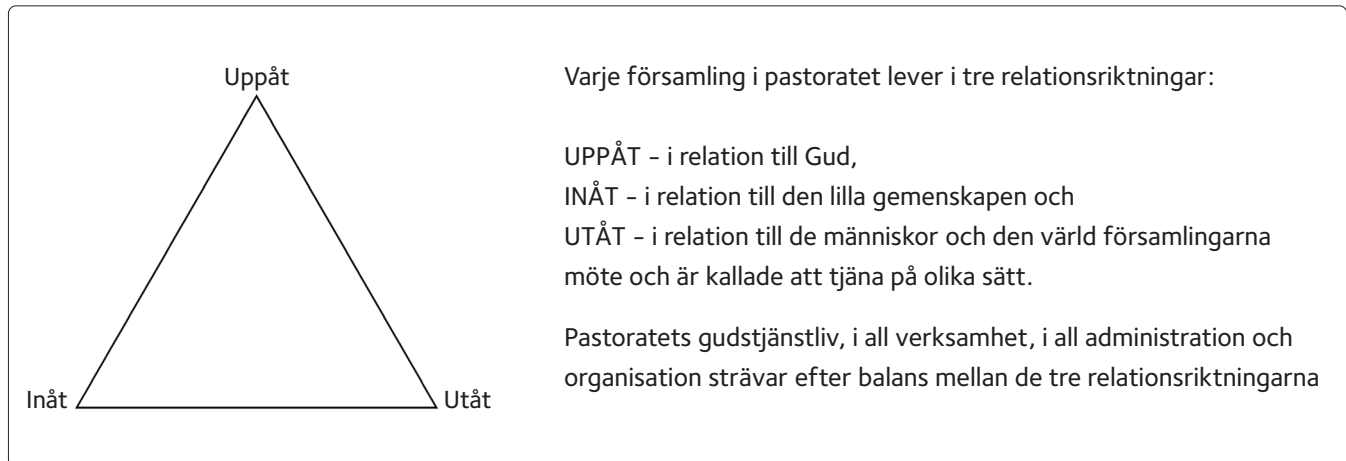 Uppåt
Inåt
Utåt
Varje församling i pastoratet lever i tre relationsriktningar:
UPPÅT – i relation till Gud,
INÅT – i relation till den lilla gemenskapen och
UTÅT – i relation till de människor och den värld församlingarna
möte och är kallade att tjäna på olika sätt.
Pastoratets gudstjänstliv, i all verksamhet, i all administration och
organisation strävar efter balans mellan de tre relationsriktningarna